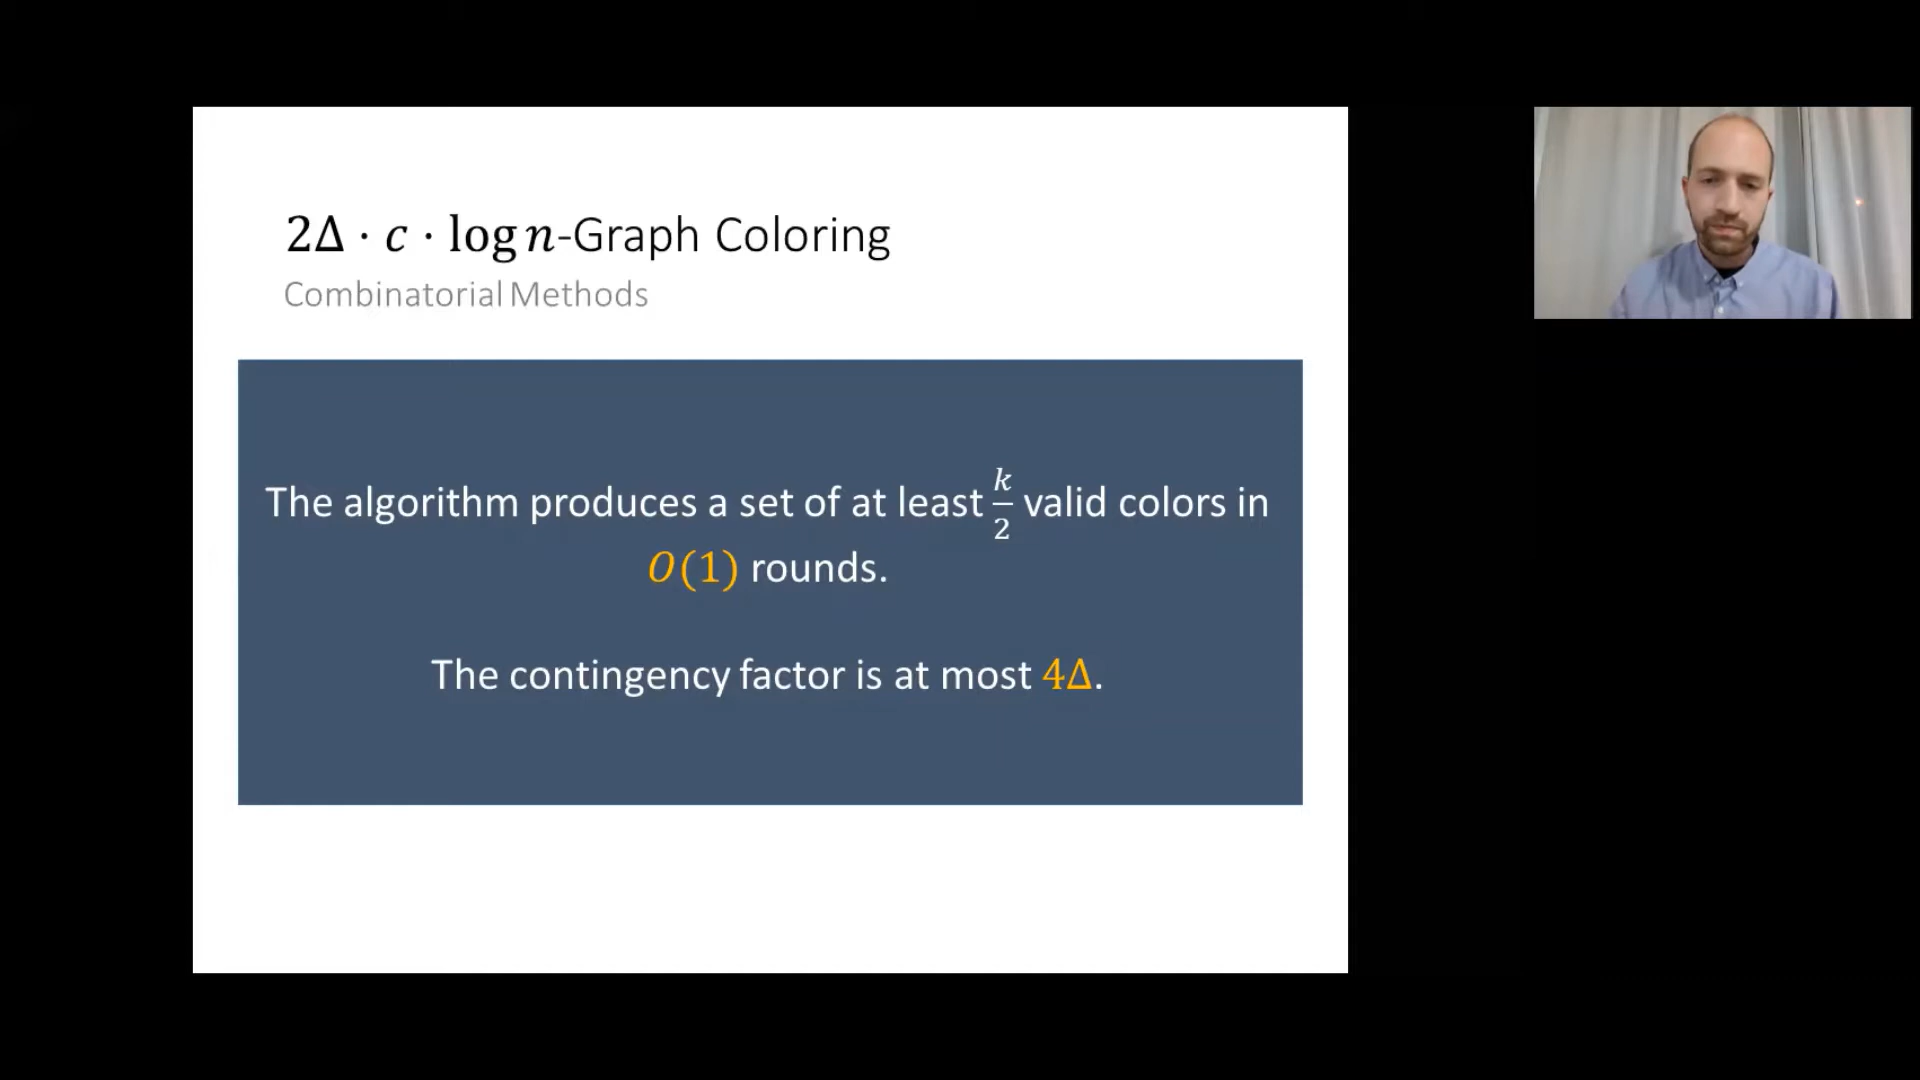 2Δ · c · log n-Graph Coloring
Combinatorial Methods
The algorithm produces a set of at least k/2 valid colors in
O(1) rounds.
The contingency factor is at most 4Δ.